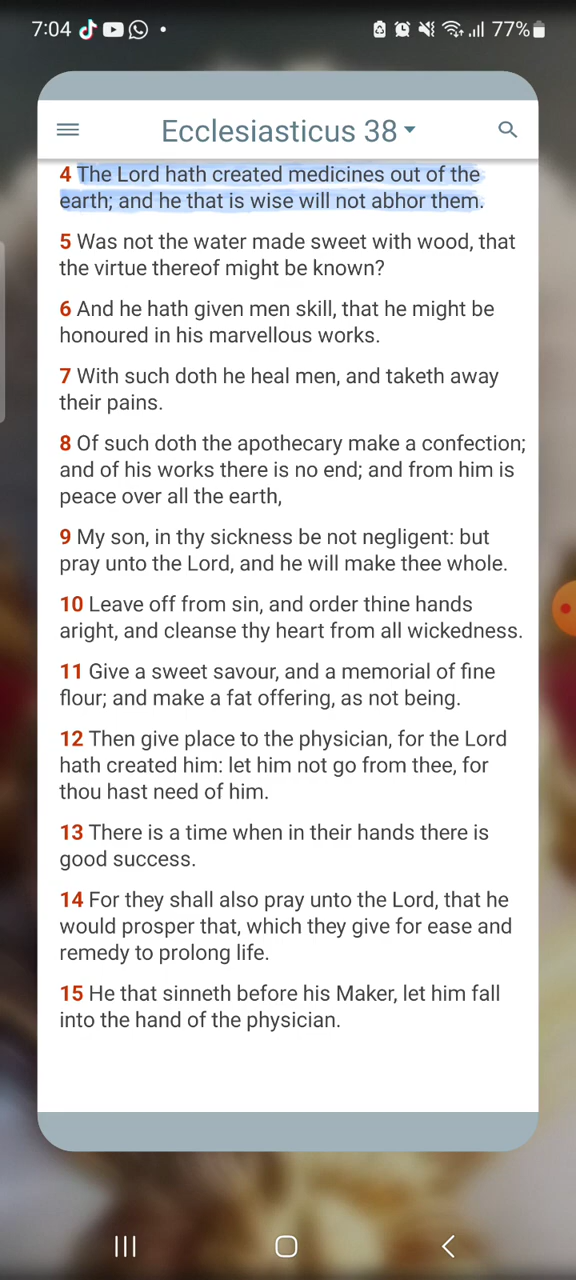 7:04
77%
Ecclesiasticus 38
4 The Lord hath created medicines out of the
earth; and he that is wise will not abhor them.
5 Was not the water made sweet with wood, that
the virtue thereof might be known?
6 And he hath given men skill, that he might be
honoured in his marvellous works.
7 With such doth he heal men, and taketh away
their pains.
8 Of such doth the apothecary make a confection;
and of his works there is no end; and from him is
peace over all the earth,
9 My son, in thy sickness be not negligent: but
pray unto the Lord, and he will make thee whole.
10 Leave off from sin, and order thine hands
aright, and cleanse thy heart from all wickedness.
11 Give a sweet savour, and a memorial of fine
flour; and make a fat offering, as not being.
12 Then give place to the physician, for the Lord
hath created him: let him not go from thee, for
thou hast need of him.
13 There is a time when in their hands there is
good success.
14 For they shall also pray unto the Lord, that he
would prosper that, which they give for ease and
remedy to prolong life.
15 He that sinneth before his Maker, let him fall
into the hand of the physician.